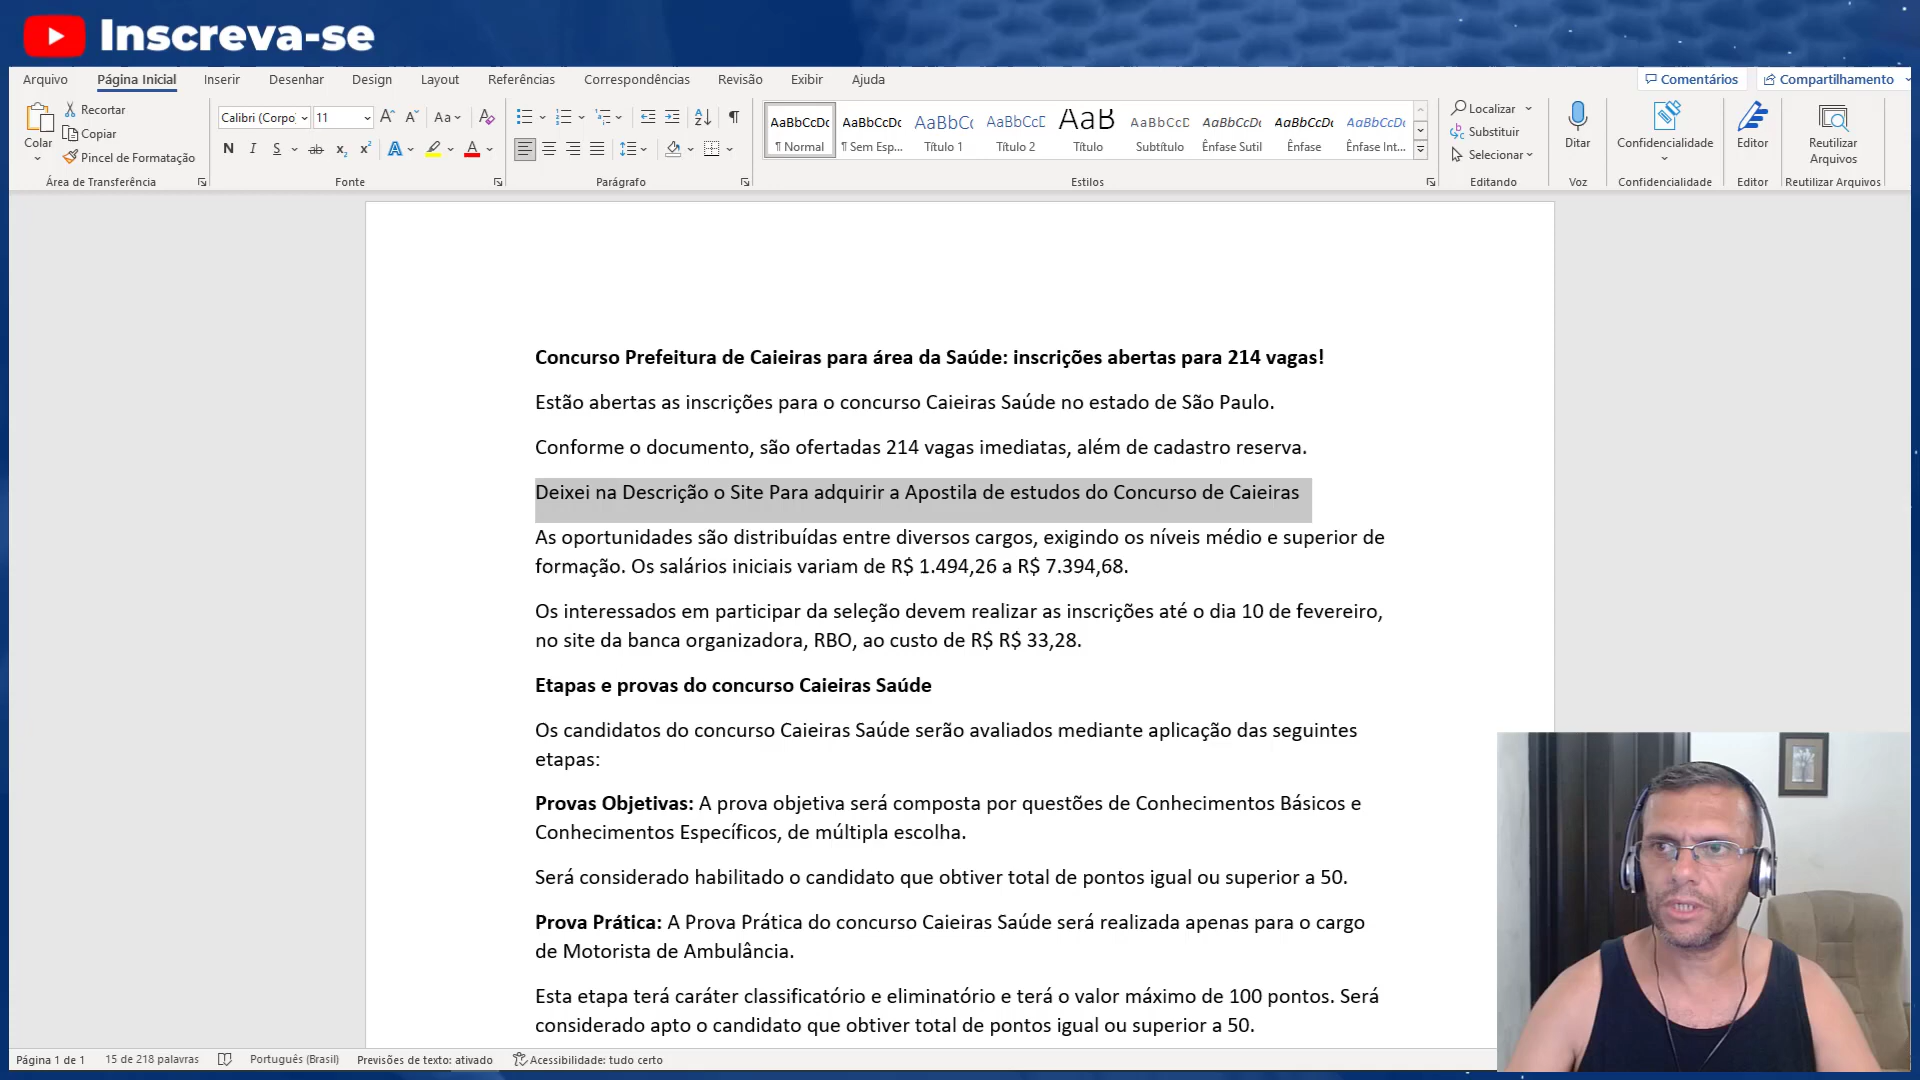 Inscreva-se
Arquivo Página Inicial Inserir Desenhar Design Layout Referências Correspondências Revisão Exibir Ajuda Comentários Compartilhamento
Colar
Recortar
Copiar
Pincel de Formatação
Área de Transferência
Calibri (Corpo) 11
Aa
N I S ab x₂ x² A A
Fonte
Parágrafo
AaBbCcDc AaBbCcDc AaBbCc AaBbCcD AaB AaBbCcD AaBbCcDc AaBbCcDc AaBbCcDc
¶ Normal ¶ Sem Esp... Título 1 Título 2 Título Subtítulo Ênfase Sutil Ênfase Ênfase Int...
Estilos
Localizar
Substituir
Selecionar
Editando
Ditar
Voz
Confidencialidade
Confidencialidade
Editor
Editor
Reutilizar
Arquivos
Reutilizar Arquivos
Concurso Prefeitura de Caieiras para área da Saúde: inscrições abertas para 214 vagas!
Estão abertas as inscrições para o concurso Caieiras Saúde no estado de São Paulo.
Conforme o documento, são ofertadas 214 vagas imediatas, além de cadastro reserva.
Deixei na Descrição o Site Para adquirir a Apostila de estudos do Concurso de Caieiras
As oportunidades são distribuídas entre diversos cargos, exigindo os níveis médio e superior de
formação. Os salários iniciais variam de R$ 1.494,26 a R$ 7.394,68.
Os interessados em participar da seleção devem realizar as inscrições até o dia 10 de fevereiro,
no site da banca organizadora, RBO, ao custo de R$ R$ 33,28.
Etapas e provas do concurso Caieiras Saúde
Os candidatos do concurso Caieiras Saúde serão avaliados mediante aplicação das seguintes
etapas:
Provas Objetivas: A prova objetiva será composta por questões de Conhecimentos Básicos e
Conhecimentos Específicos, de múltipla escolha.
Será considerado habilitado o candidato que obtiver total de pontos igual ou superior a 50.
Prova Prática: A Prova Prática do concurso Caieiras Saúde será realizada apenas para o cargo
de Motorista de Ambulância.
Esta etapa terá caráter classificatório e eliminatório e terá o valor máximo de 100 pontos. Será
considerado apto o candidato que obtiver total de pontos igual ou superior a 50.
Página 1 de 1 15 de 218 palavras Português (Brasil) Previsões de texto: ativado Acessibilidade: tudo certo